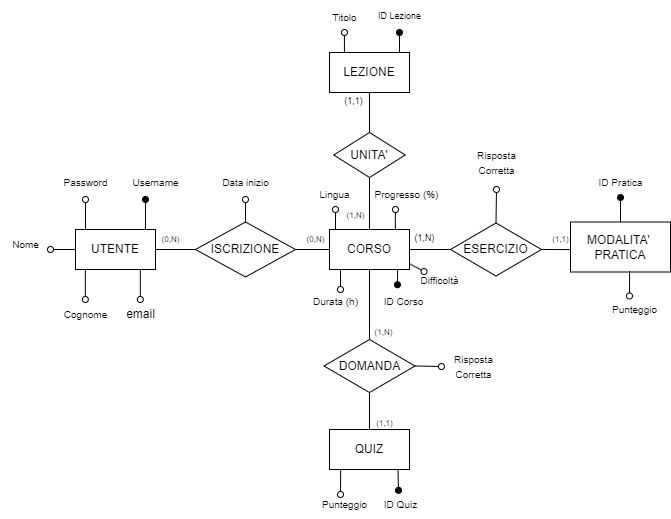 Titolo
ID Lezione
LEZIONE
(1,1)
UNITA'
Risposta
Corretta
Password
Username
Data inizio
Lingua
Progresso (%)
ID Pratica
(1,N)
Nome
UTENTE
(0,N)
ISCRIZIONE
(0,N)
CORSO
(1,N)
ESERCIZIO
(1,1)
MODALITA'
PRATICA
Difficoltà
Cognome
email
Durata (h)
ID Corso
Punteggio
(1,N)
DOMANDA
Risposta
Corretta
(1,1)
QUIZ
Punteggio
ID Quiz